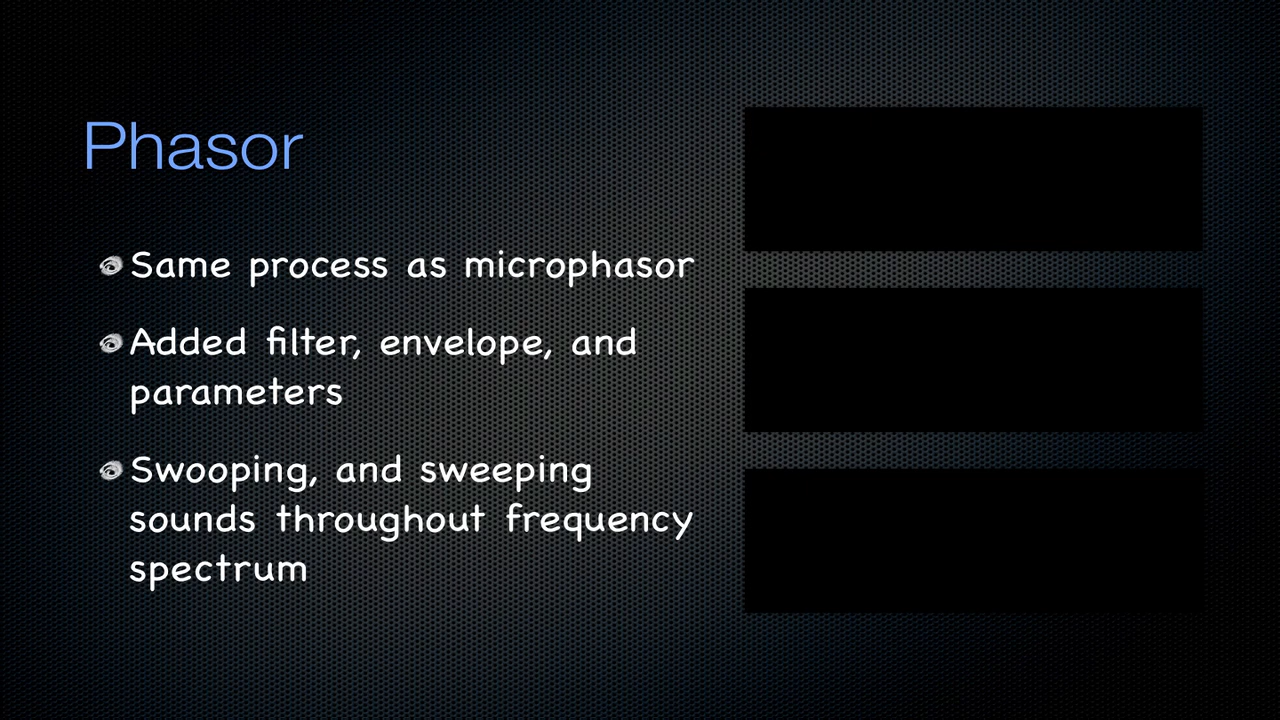 Phasor
Same process as microphasor
Added filter, envelope, and
parameters
Swooping, and sweeping
sounds throughout frequency
spectrum